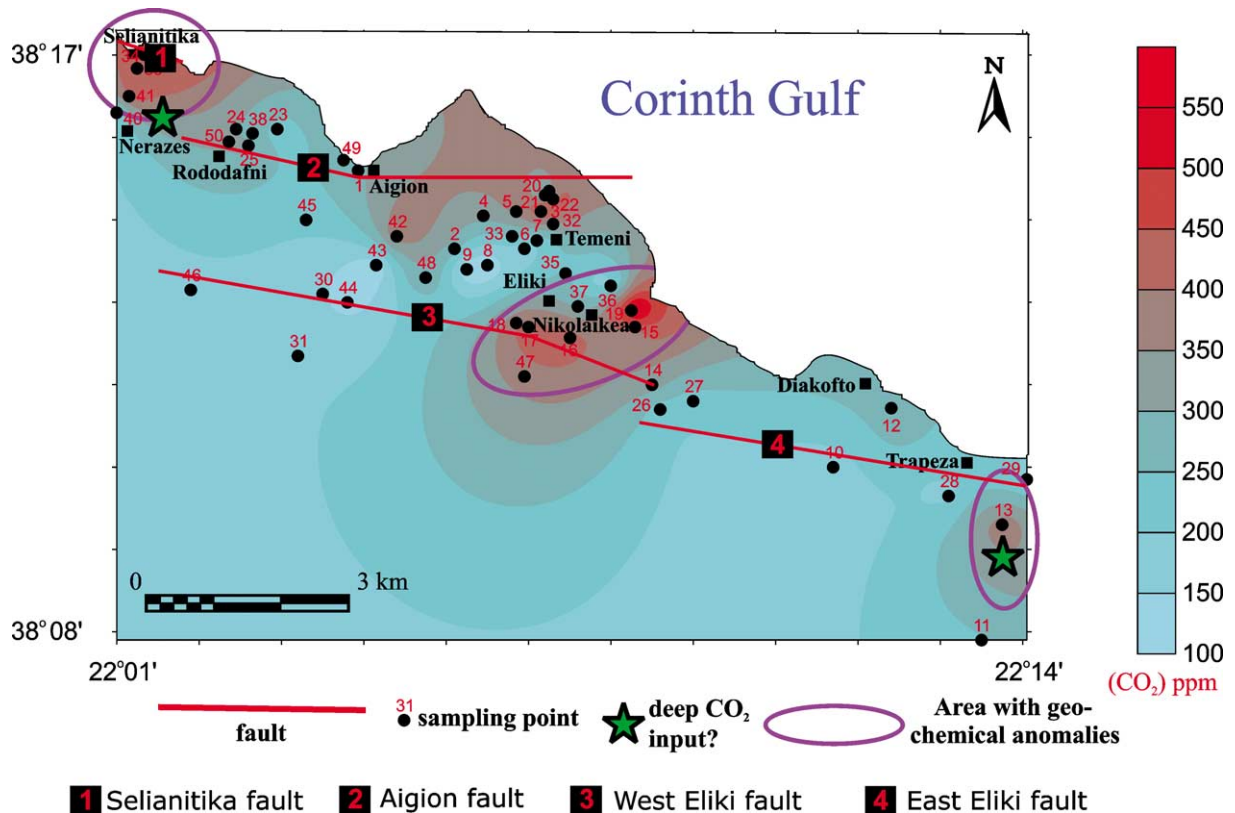 Selianitika
38°17'
1
34
41
40
Nerazes
24 38 23
50
25
Rododafni
2
49
1
Aigion
Corinth Gulf
N
45
42
43
48
4
5
20
21
22
3
32
33
6
7
2
9
8
Temeni
35
Eliki
37
36
19
Nikolaikea
15
18
17
16
47
46
30
44
3
31
14
26
27
Diakofto
12
4
10
Trapeza
29
28
13
11
0
3 km
38°08'
22°01'
22°14'
550
500
450
400
350
300
250
200
150
100
(CO₂) ppm
fault
31
sampling point
deep CO₂
input?
Area with geo-
chemical anomalies
1 Selianitika fault
2 Aigion fault
3 West Eliki fault
4 East Eliki fault